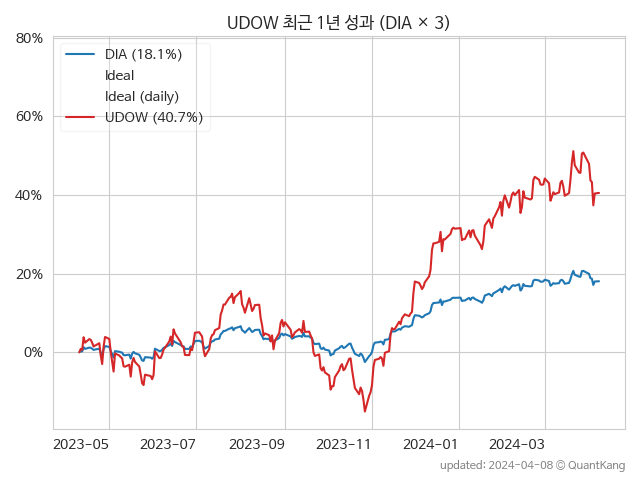 UDOW 최근 1년 성과 (DIA × 3)
80%
60%
40%
20%
0%
DIA (18.1%)
Ideal
Ideal (daily)
UDOW (40.7%)
2023-05 2023-07 2023-09 2023-11 2024-01 2024-03
updated: 2024-04-08 © QuantKang